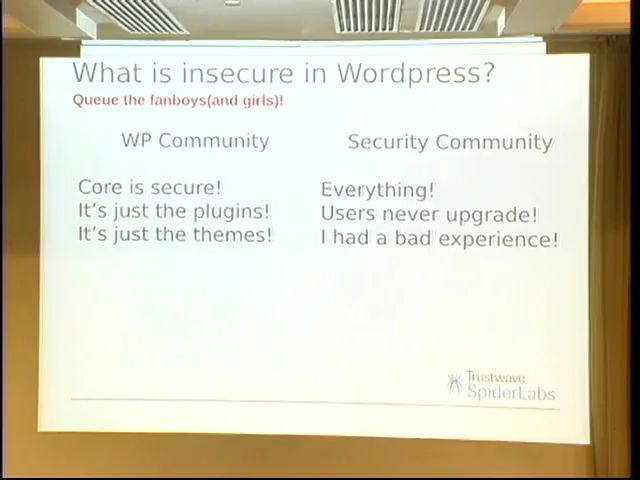 What is insecure in Wordpress?
Queue the fanboys(and girls)!
WP Community
Core is secure!
It's just the plugins!
It's just the themes!
Security Community
Everything!
Users never upgrade!
I had a bad experience!
Trustwave
SpiderLabs